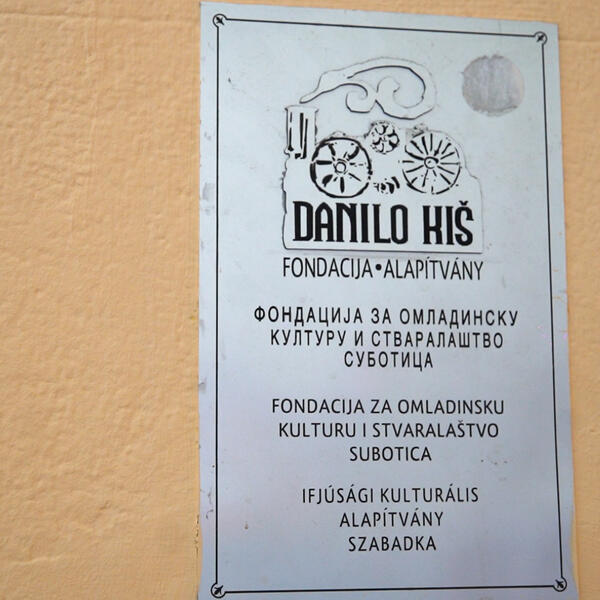 DANILO KIŠ
FONDACIJA•ALAPÍTVÁNY
ФОНДАЦИЈА ЗА ОМЛАДИНСКУ
КУЛТУРУ И СТВАРАЛАШТВО
СУБОТИЦА
FONDACIJA ZA OMLADINSKU
KULTURU I STVARALAŠTVO
SUBOTICA
IFJÚSÁGI KULTURÁLIS
ALAPÍTVÁNY
SZABADKA